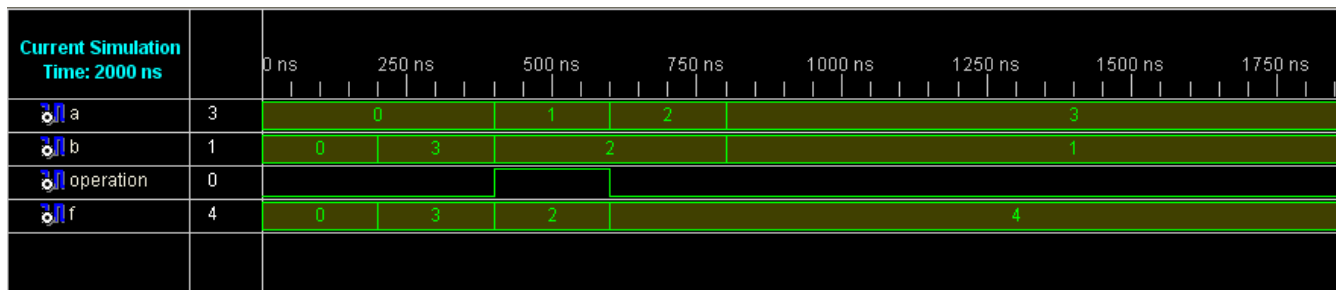 Current Simulation
Time: 2000 ns
0 ns 250 ns 500 ns 750 ns 1000 ns 1250 ns 1500 ns 1750 ns
a 3 0 1 2 3
b 1 0 3 2 1
operation 0
f 4 0 3 2 4